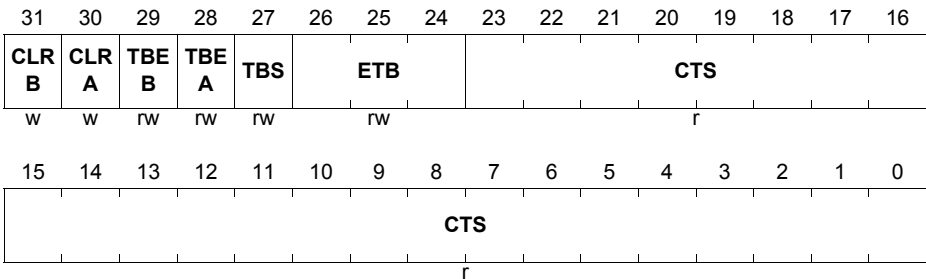 31 30 29 28 27 26 25 24 23 22 21 20 19 18 17 16
CLR CLR TBE TBE TBS ETB CTS
B A B A
w w rw rw rw rw r
15 14 13 12 11 10 9 8 7 6 5 4 3 2 1 0
CTS
r